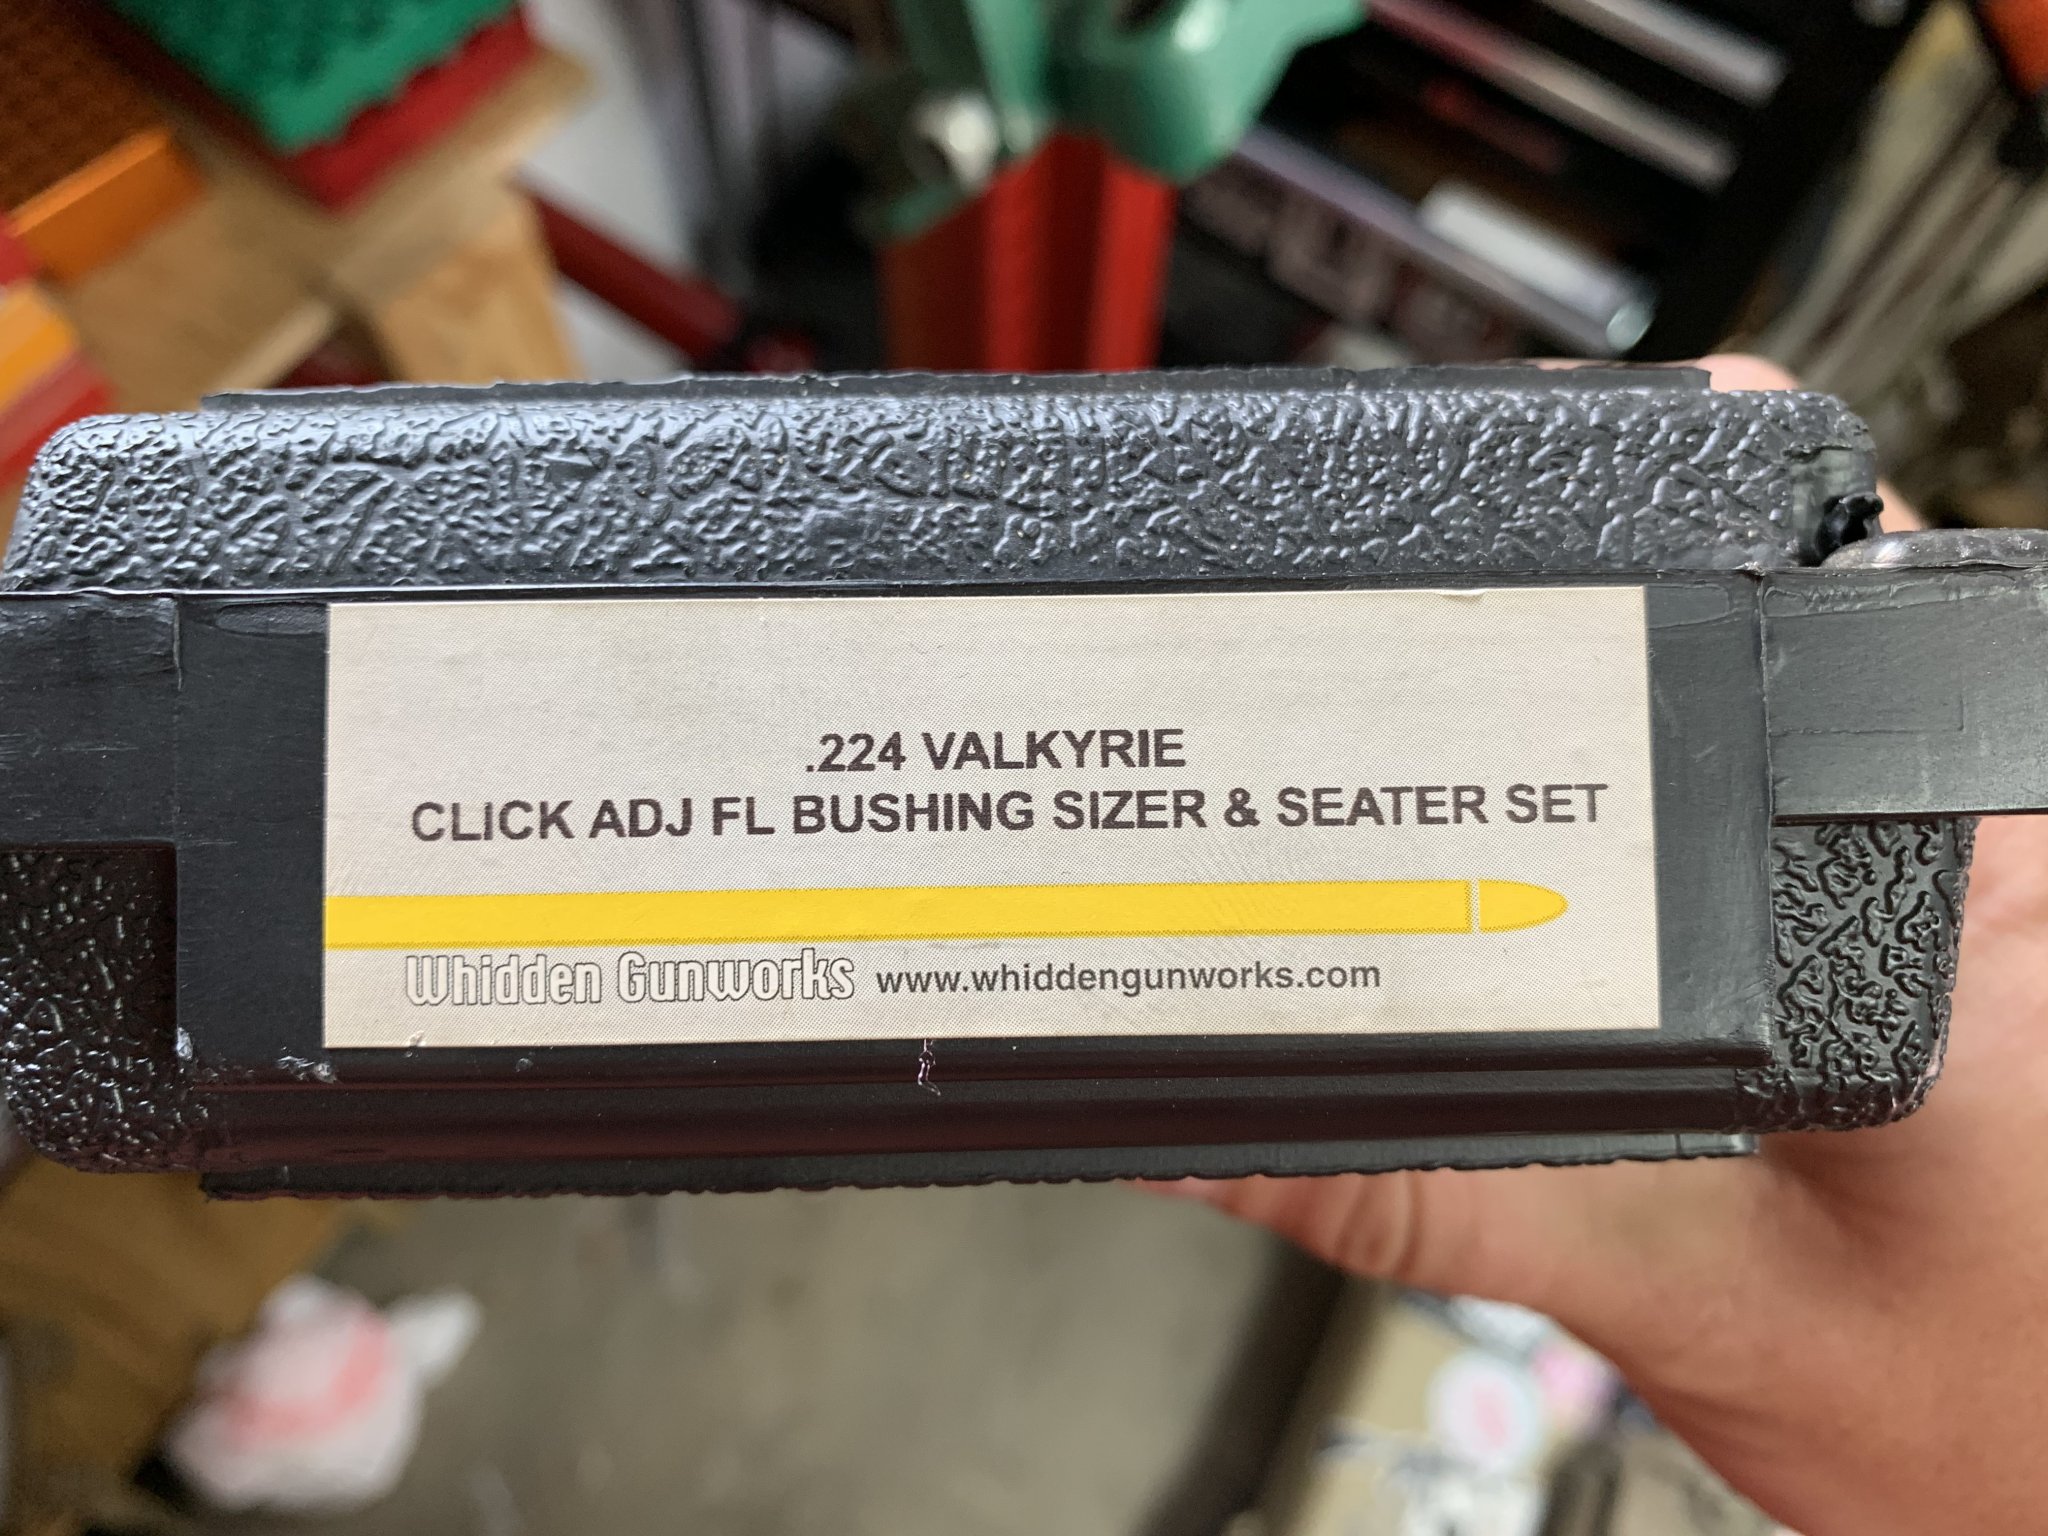 .224 VALKYRIE
CLICK ADJ FL BUSHING SIZER & SEATER SET
Whidden Gunworks www.whiddengunworks.com